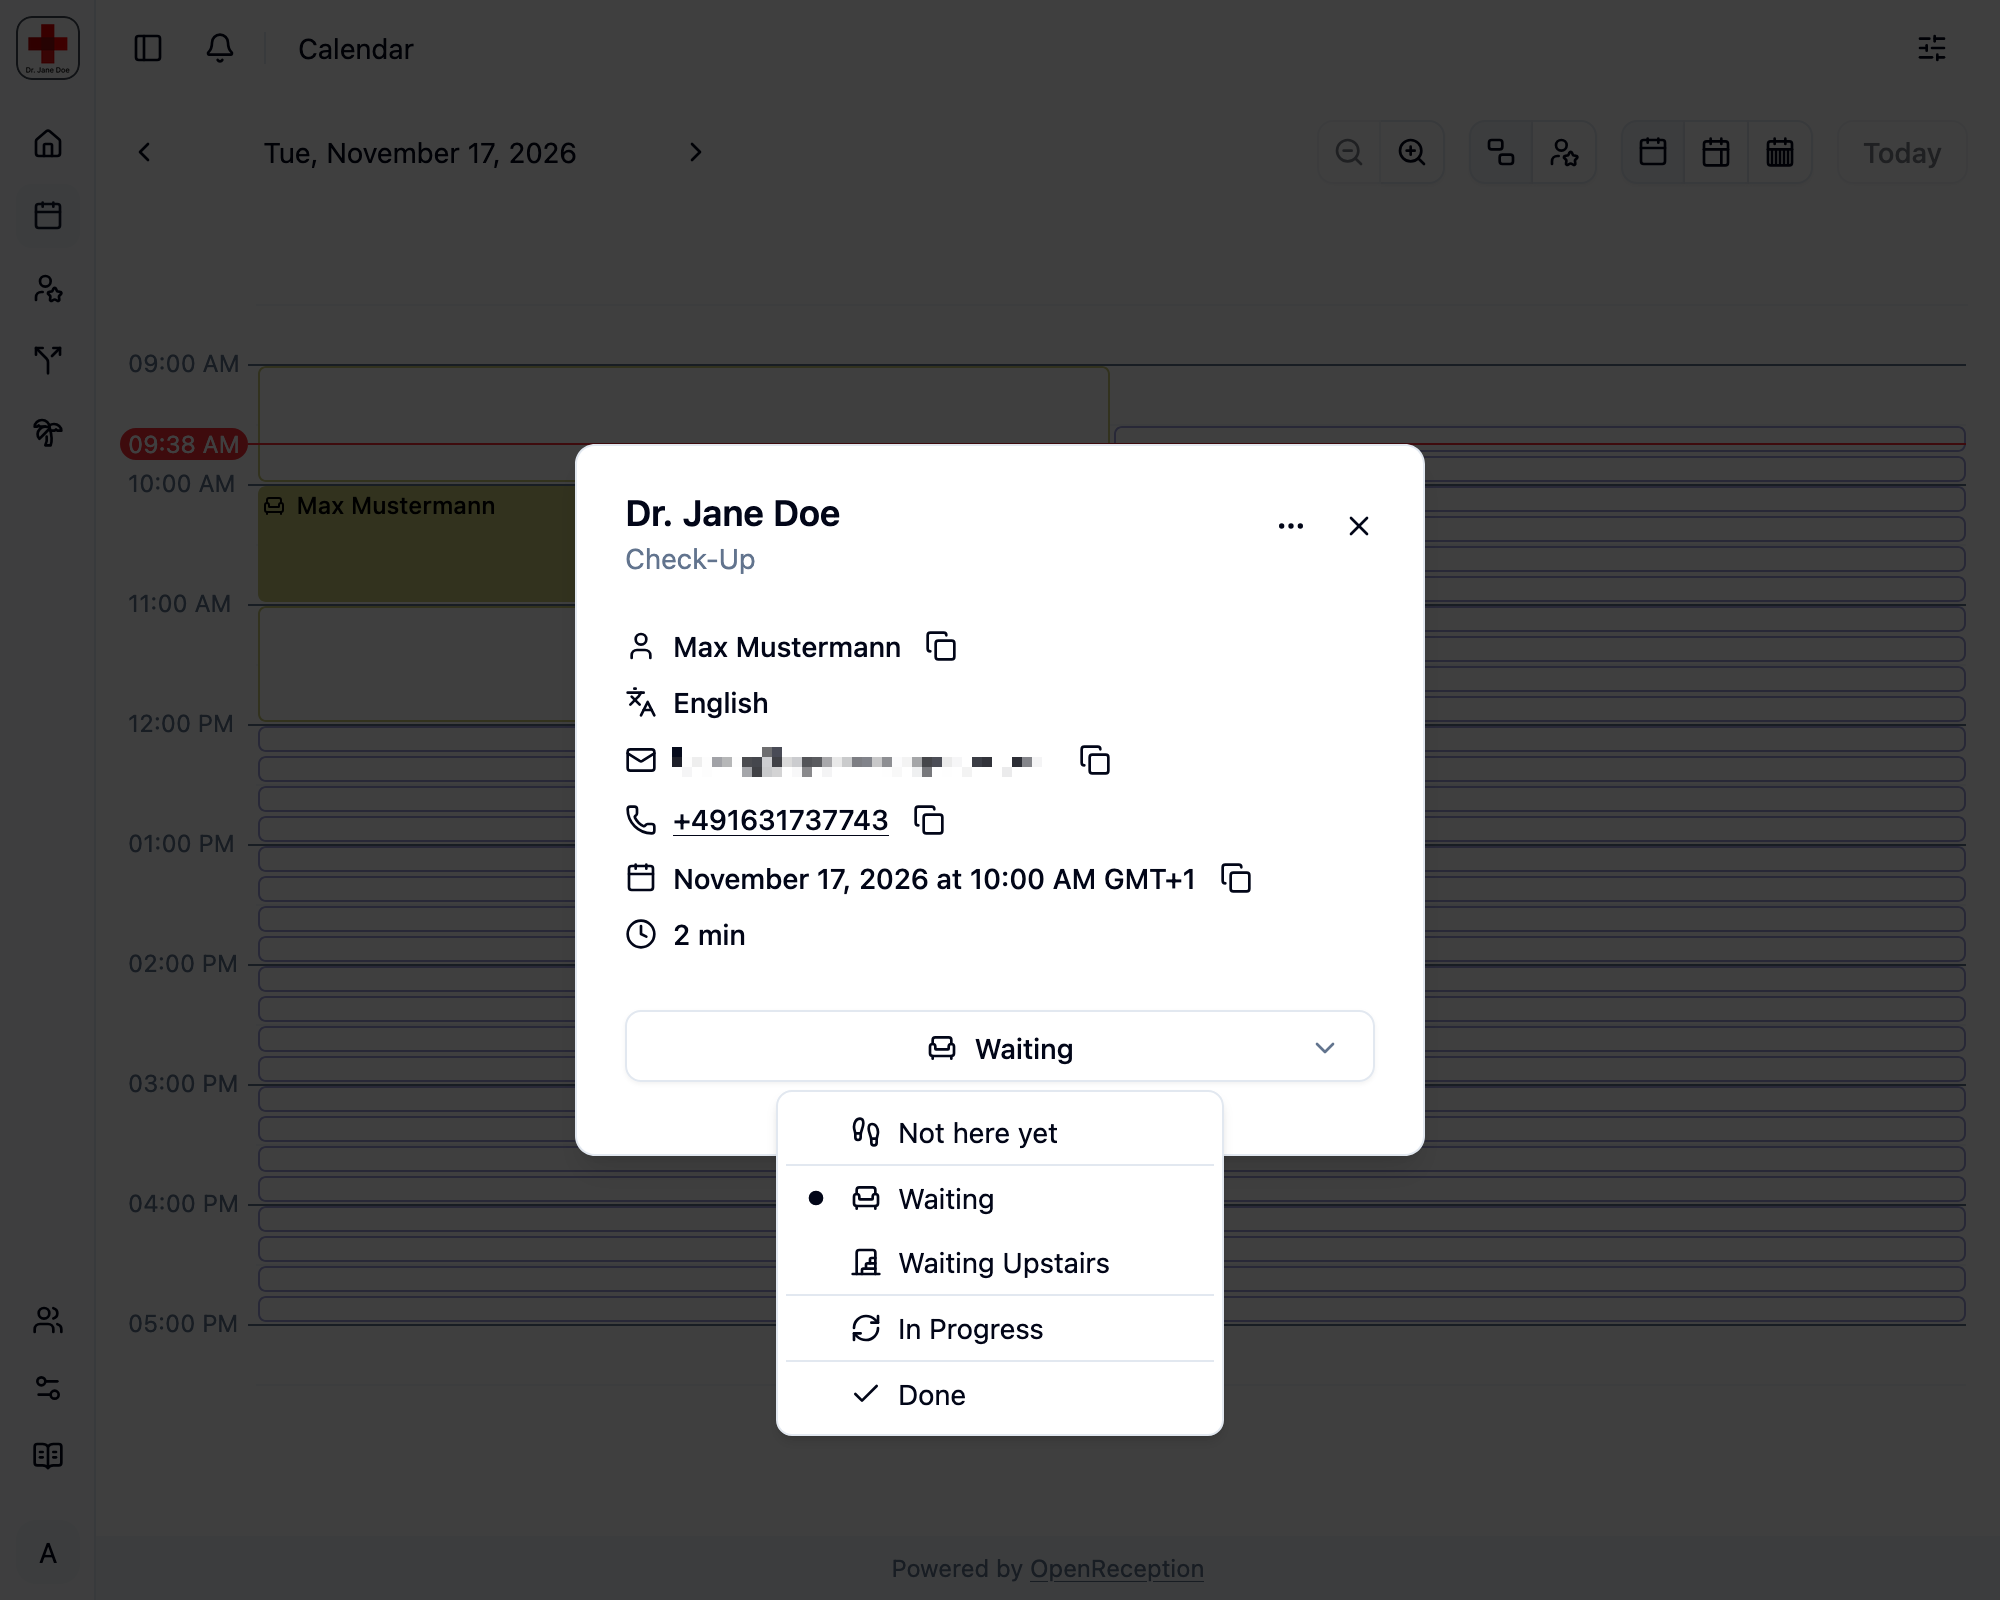 Dr. Jane Doe
Calendar
Tue, November 17, 2026
Today
09:00 AM
09:38 AM
10:00 AM
Max Mustermann
11:00 AM
12:00 PM
01:00 PM
02:00 PM
03:00 PM
04:00 PM
05:00 PM
Dr. Jane Doe
Check-Up
Max Mustermann
English
+491631737743
November 17, 2026 at 10:00 AM GMT+1
2 min
Waiting
Not here yet
Waiting
Waiting Upstairs
In Progress
Done
A
Powered by OpenReception